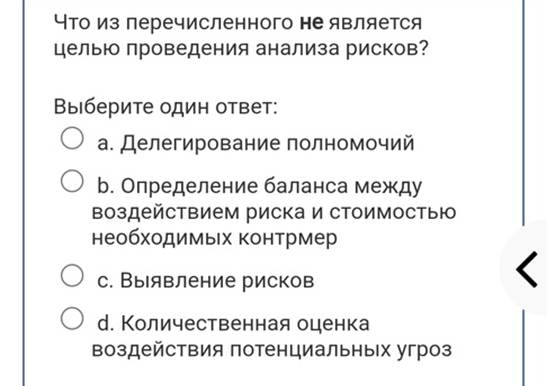 Что из перечисленного не является
целью проведения анализа рисков?
Выберите один ответ:
a. Делегирование полномочий
b. Определение баланса между
воздействием риска и стоимостью
необходимых контрмер
c. Выявление рисков
d. Количественная оценка
воздействия потенциальных угроз